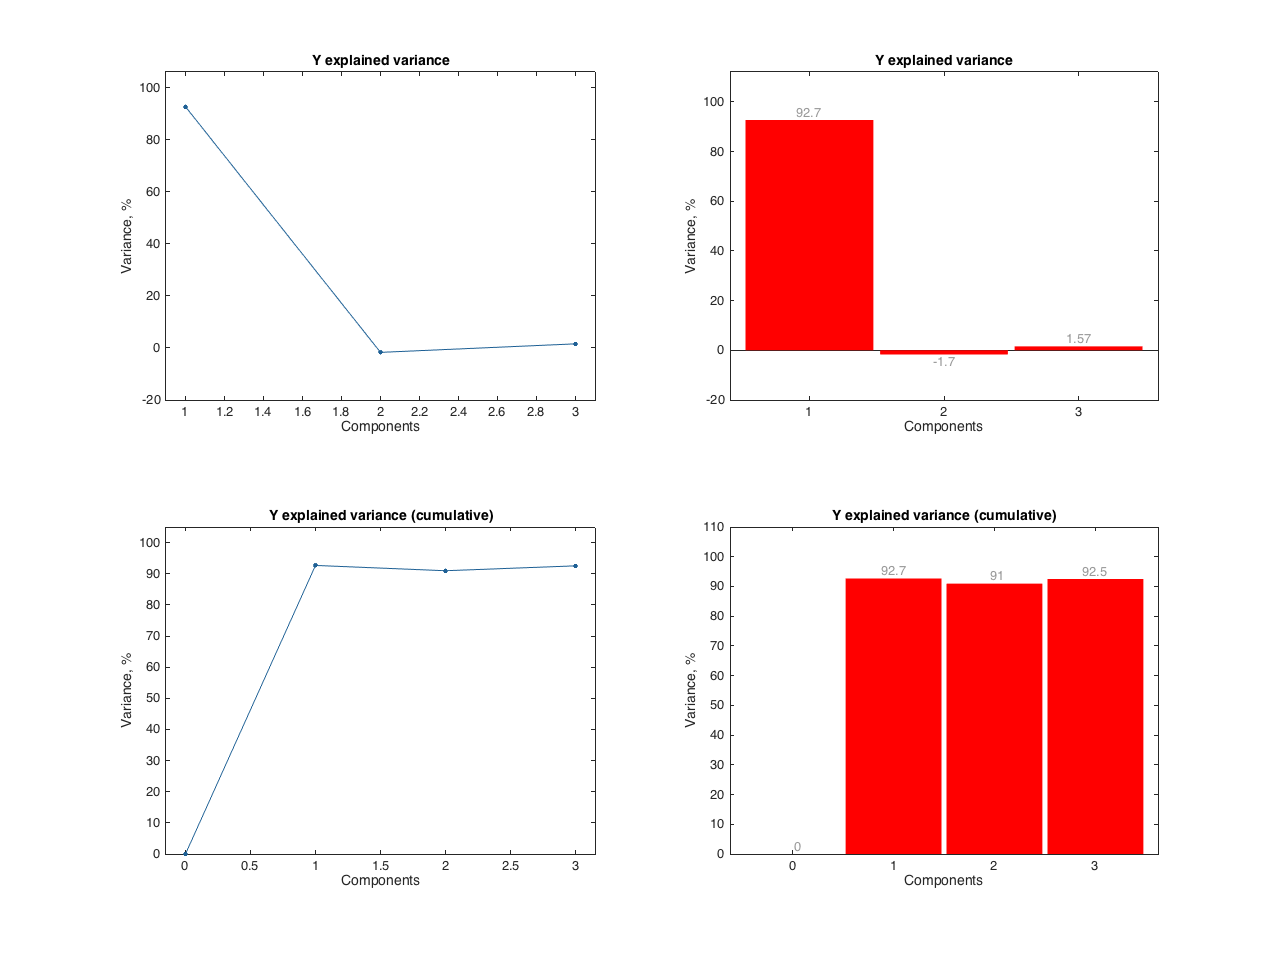 Y explained variance
100
80
60
40
20
0
-20
Variance, %
1 1.2 1.4 1.6 1.8 2 2.2 2.4 2.6 2.8 3
Components
Y explained variance
100
80
60
40
20
0
-20
Variance, %
92.7
-1.7
1.57
1 2 3
Components
Y explained variance (cumulative)
100
90
80
70
60
50
40
30
20
10
0
Variance, %
0 0.5 1 1.5 2 2.5 3
Components
Y explained variance (cumulative)
110
100
90
80
70
60
50
40
30
20
10
0
Variance, %
0
92.7
91
92.5
0 1 2 3
Components